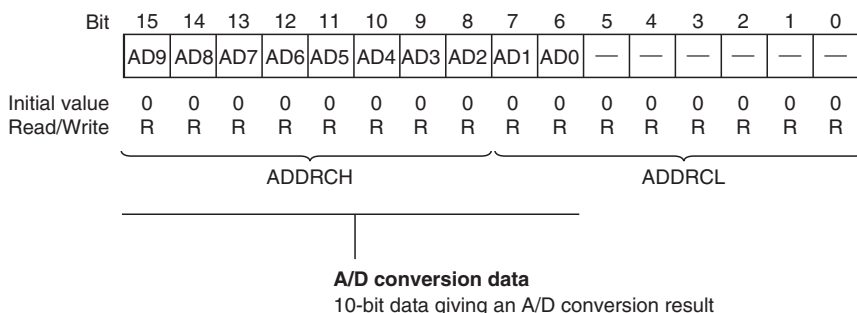 Bit 15 14 13 12 11 10 9 8 7 6 5 4 3 2 1 0
AD9 AD8 AD7 AD6 AD5 AD4 AD3 AD2 AD1 AD0 — — — — — —
Initial value 0 0 0 0 0 0 0 0 0 0 0 0 0 0 0 0
Read/Write R R R R R R R R R R R R R R R R
ADDRCH ADDRCL
A/D conversion data
10-bit data giving an A/D conversion result